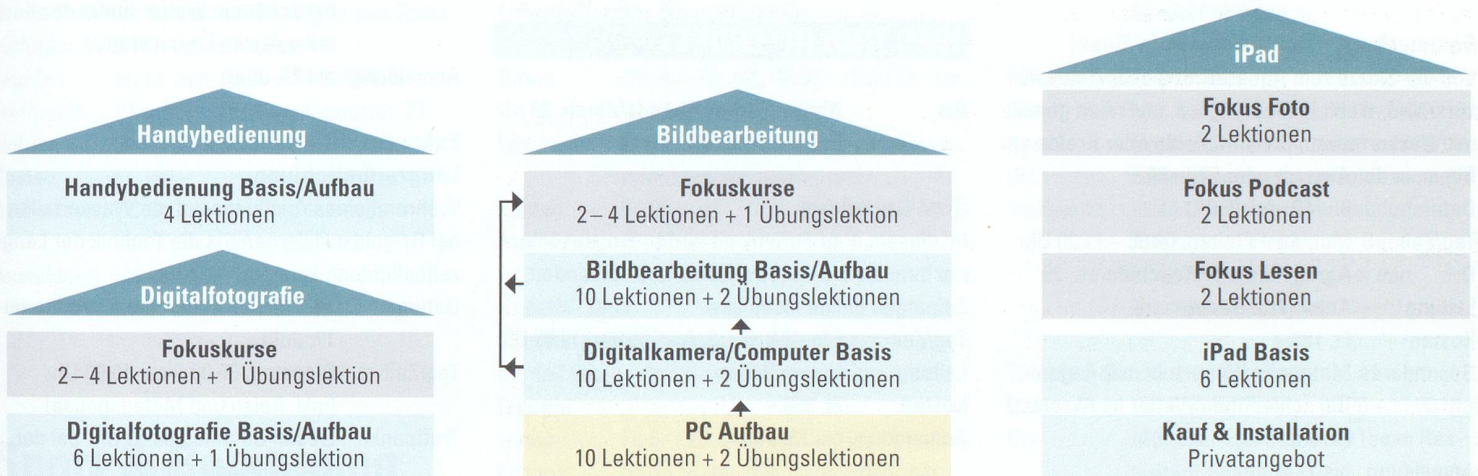 Handybedienung
Handybedienung Basis/Aufbau
4 Lektionen
Digitalfotografie
Fokuskurse
2– 4 Lektionen + 1 Übungslektion
Digitalfotografie Basis/Aufbau
6 Lektionen + 1 Übungslektion
Bildbearbeitung
Fokuskurse
2– 4 Lektionen + 1 Übungslektion
Bildbearbeitung Basis/Aufbau
10 Lektionen + 2 Übungslektionen
Digitalkamera/Computer Basis
10 Lektionen + 2 Übungslektionen
PC Aufbau
10 Lektionen + 2 Übungslektionen
iPad
Fokus Foto
2 Lektionen
Fokus Podcast
2 Lektionen
Fokus Lesen
2 Lektionen
iPad Basis
6 Lektionen
Kauf & Installation
Privatangebot